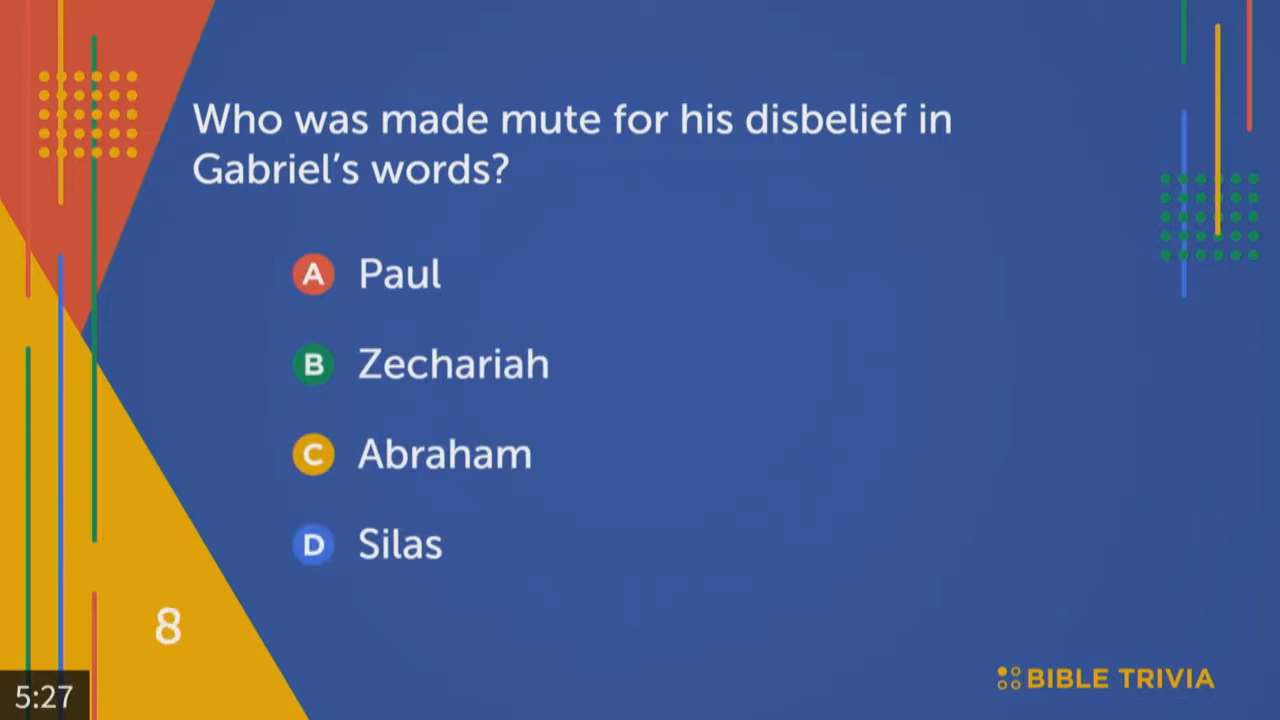 Who was made mute for his disbelief in
Gabriel's words?
A Paul
B Zechariah
C Abraham
D Silas
8
5:27
BIBLE TRIVIA